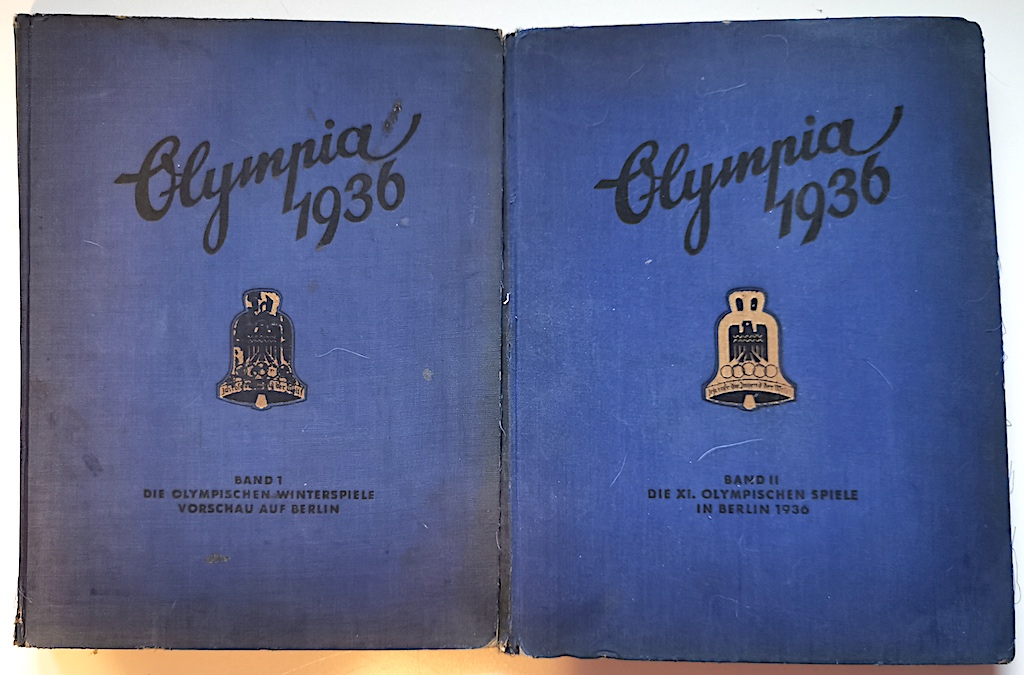 Olympia
1936
BAND 1
DIE OLYMPISCHEN WINTERSPIELE
VORSCHAU AUF BERLIN
Olympia
1936
BAND II
DIE XI. OLYMPISCHEN SPIELE
IN BERLIN 1936